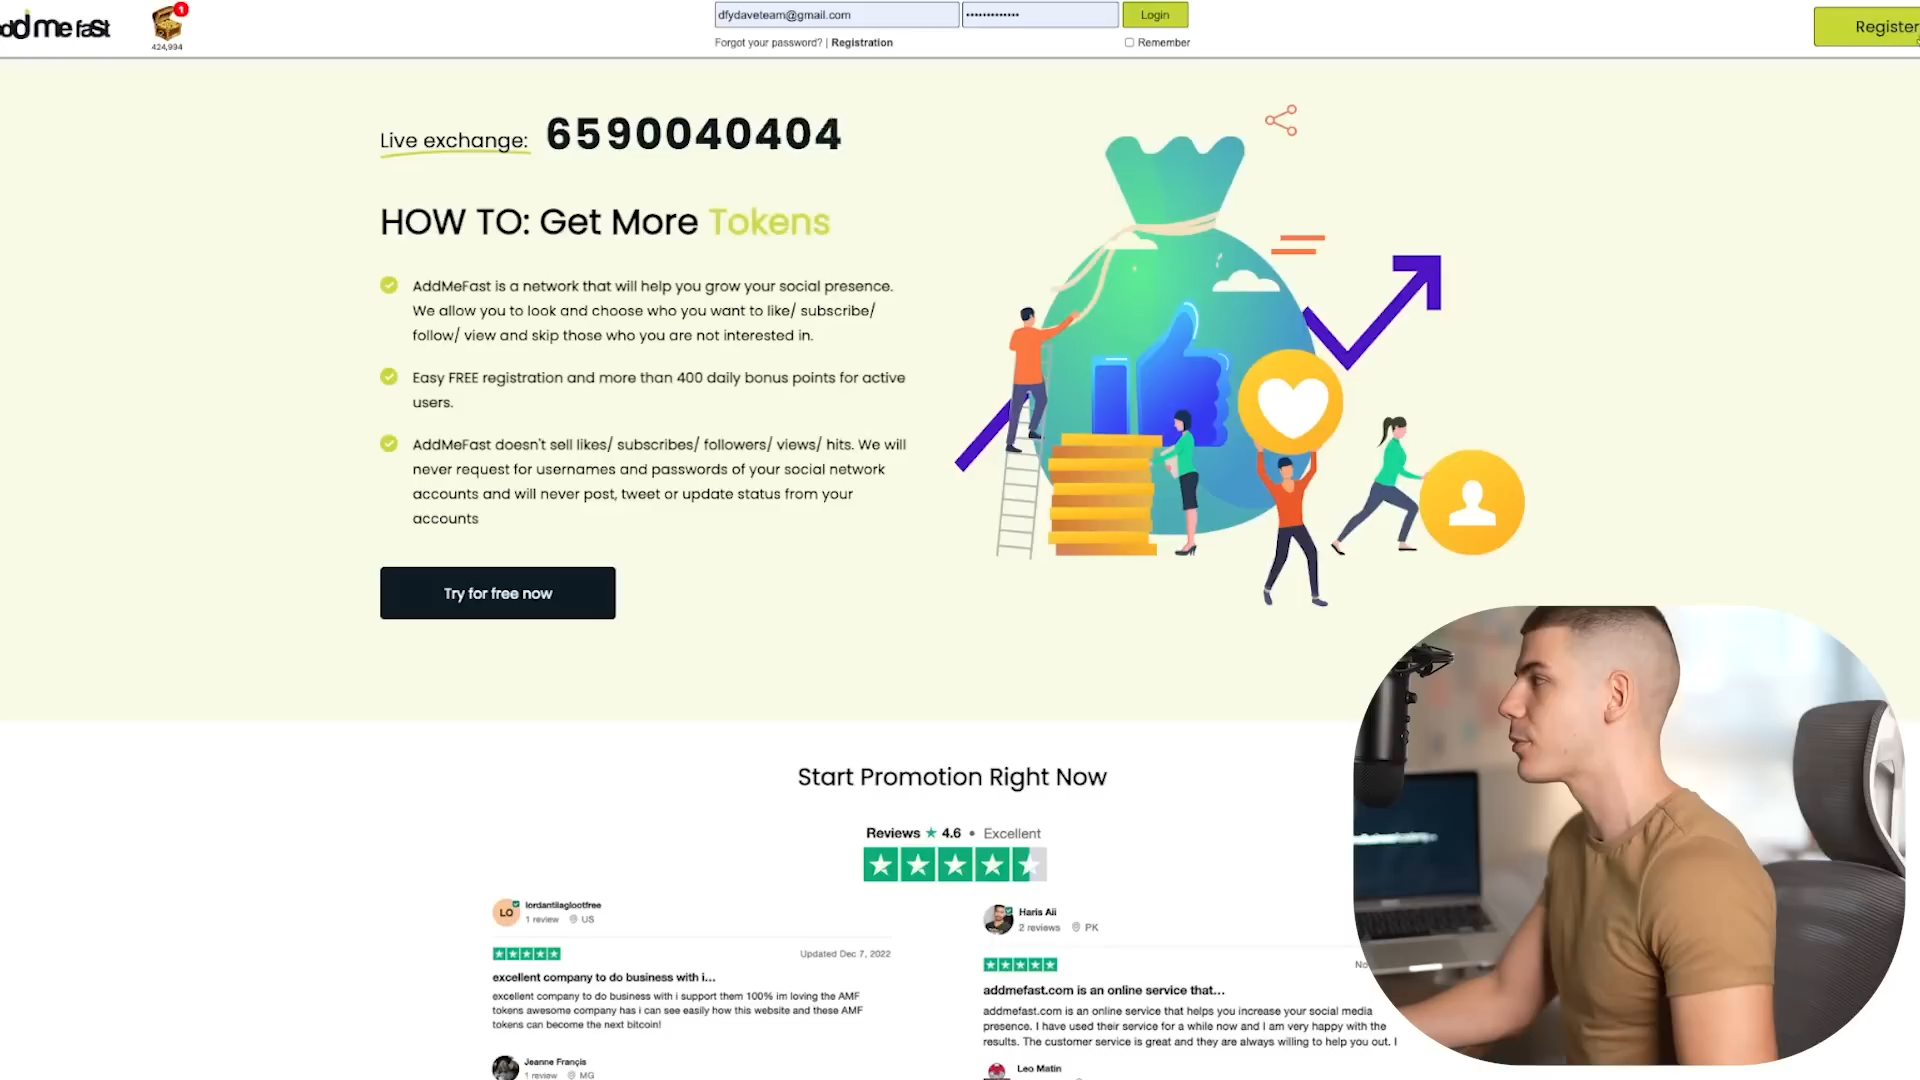 add me fast
1
424,994
dfydaveteam@gmail.com
•••••••••••••
Login
Forgot your password? | Registration
Remember
Register
Live exchange: 6590040404
HOW TO: Get More Tokens
AddMeFast is a network that will help you grow your social presence.
We allow you to look and choose who you want to like/ subscribe/
follow/ view and skip those who you are not interested in.
Easy FREE registration and more than 400 daily bonus points for active
users.
AddMeFast doesn't sell likes/ subscribes/ followers/ views/ hits. We will
never request for usernames and passwords of your social network
accounts and will never post, tweet or update status from your
accounts
Try for free now
Start Promotion Right Now
Reviews ★ 4.6 • Excellent
LO
lordantiiaglootfree
1 review US
Updated Dec 7, 2022
excellent company to do business with i...
excellent company to do business with i support them 100% im loving the AMF
tokens awesome company has i can see easily how this website and these AMF
tokens can become the next bitcoin!
Jeanne Françis
1 review MG
Haris Aii
2 reviews PK
No
addmefast.com is an online service that...
addmefast.com is an online service that helps you increase your social media
presence. I have used their service for a while now and I am very happy with the
results. The customer service is great and they are always willing to help you out. I
Leo Matin